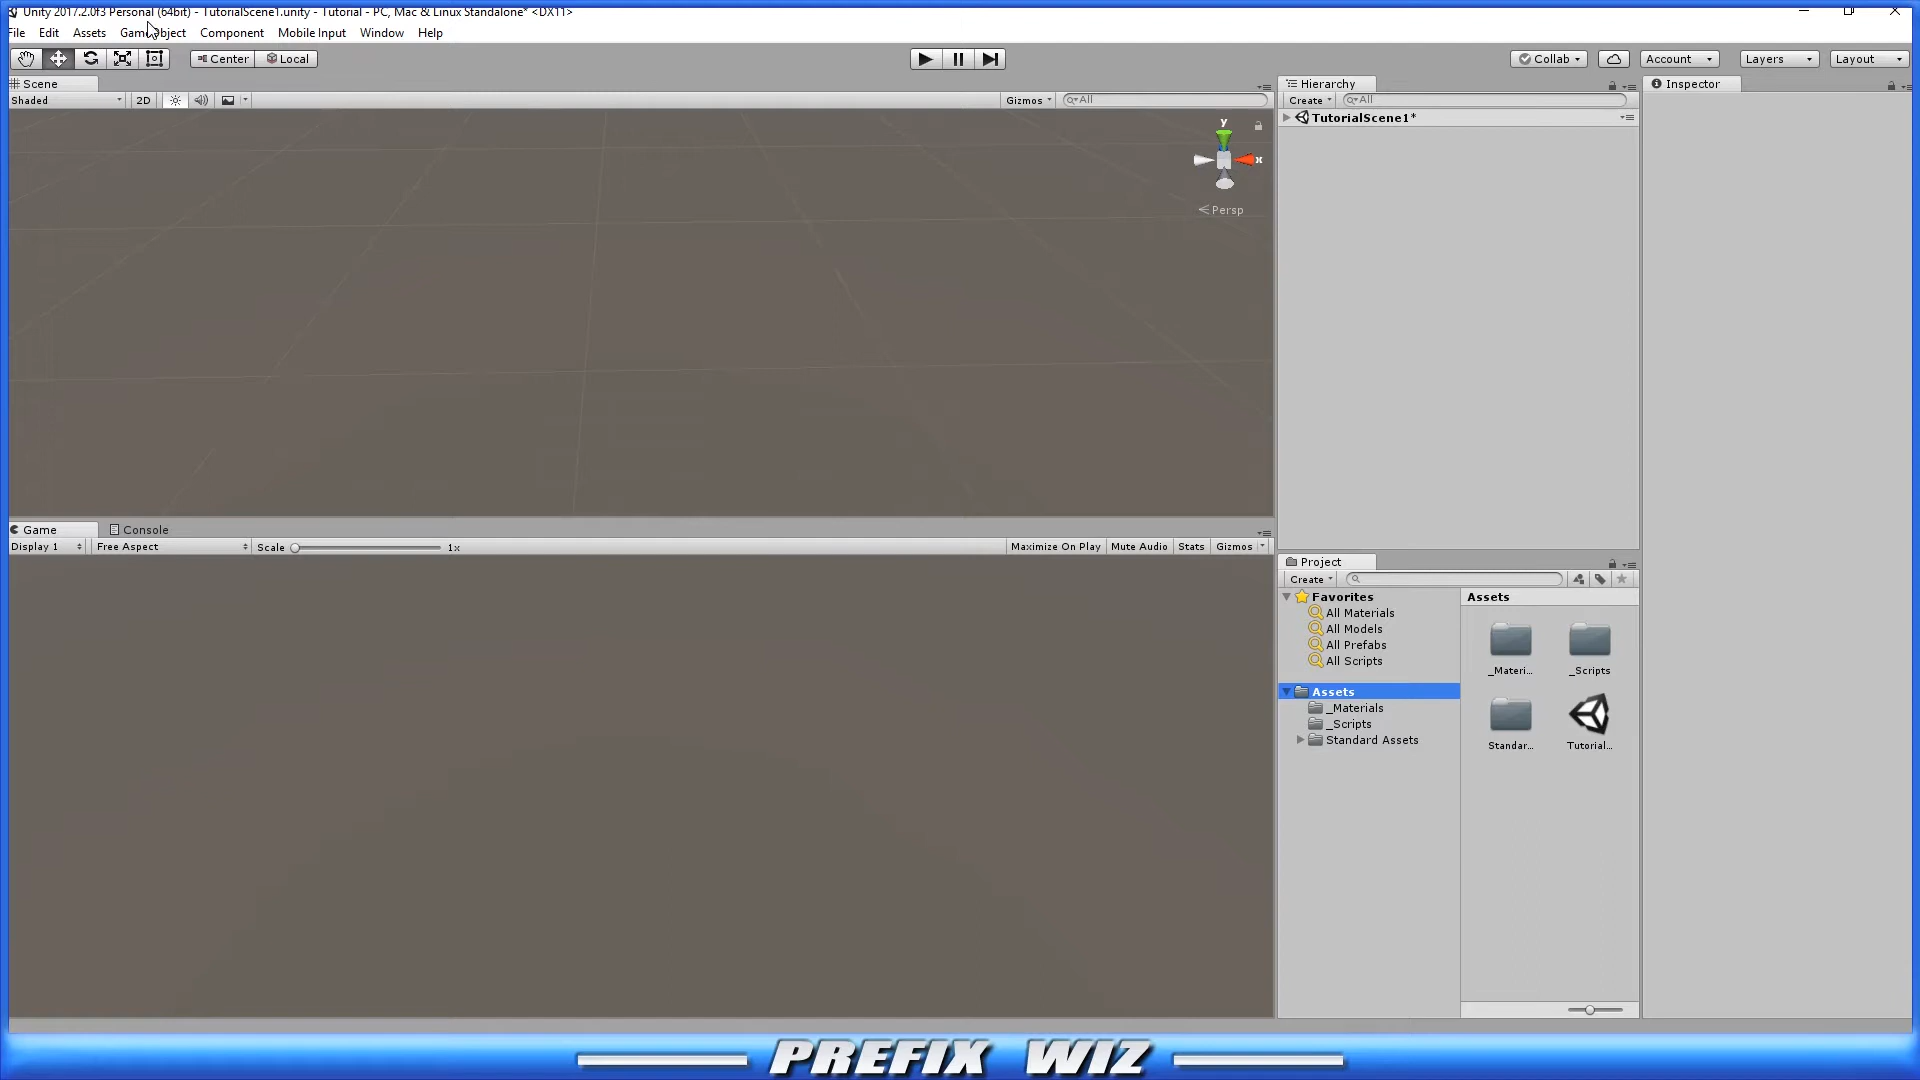 Unity 2017.2.0f3 Personal (64bit) - TutorialScene1.unity - Tutorial - PC, Mac & Linux Standalone* <DX11>
File Edit Assets GameObject Component Mobile Input Window Help
Center Local Collab Account Layers Layout
Scene
Shaded 2D Gizmos All
y
x
Persp
Hierarchy
Create All
TutorialScene1*
Inspector
Game Console
Display 1 Free Aspect Scale 1x Maximize On Play Mute Audio Stats Gizmos
Project
Create
Favorites
All Materials
All Models
All Prefabs
All Scripts
Assets
_Materials
_Scripts
Standard Assets
Assets
_Materi... _Scripts
Standar... Tutorial...
PREFIX WIZ